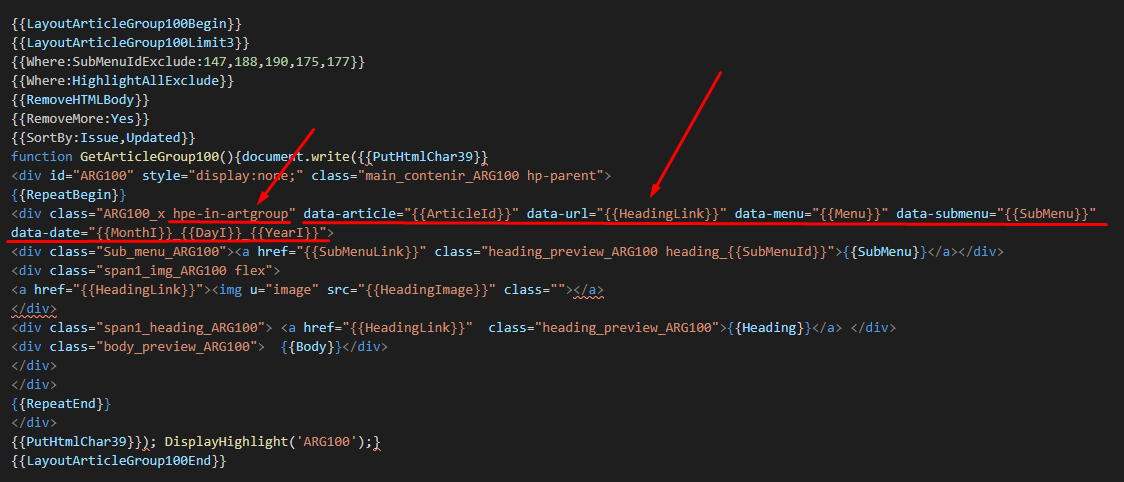 {{LayoutArticleGroup100Begin}}
{{LayoutArticleGroup100Limit3}}
{{Where:SubMenuIdExclude:147,188,190,175,177}}
{{Where:HighlightAllExclude}}
{{RemoveHTMLBody}}
{{RemoveMore:Yes}}
{{SortBy:Issue,Updated}}
function GetArticleGroup100(){document.write({{PutHtmlChar39}}
<div id="ARG100" style="display:none;" class="main_contenir_ARG100 hp-parent">
{{RepeatBegin}}
<div class="ARG100_x hpe-in-artgroup" data-article="{{ArticleId}}" data-url="{{HeadingLink}}" data-menu="{{Menu}}" data-submenu="{{SubMenu}}"
data-date="{{MonthI}}_{{DayI}}_{{YearI}}">
<div class="Sub_menu_ARG100"><a href="{{SubMenuLink}}" class="heading_preview_ARG100 heading_{{SubMenuId}}">{{SubMenu}}</a></div>
<div class="span1_img_ARG100 flex">
<a href="{{HeadingLink}}"><img u="image" src="{{HeadingImage}}" class=""></a>
</div>
<div class="span1_heading_ARG100"> <a href="{{HeadingLink}}"  class="heading_preview_ARG100">{{Heading}}</a> </div>
<div class="body_preview_ARG100">  {{Body}}</div>
</div>
</div>
{{RepeatEnd}}
</div>
{{PutHtmlChar39}}); DisplayHighlight('ARG100');}
{{LayoutArticleGroup100End}}